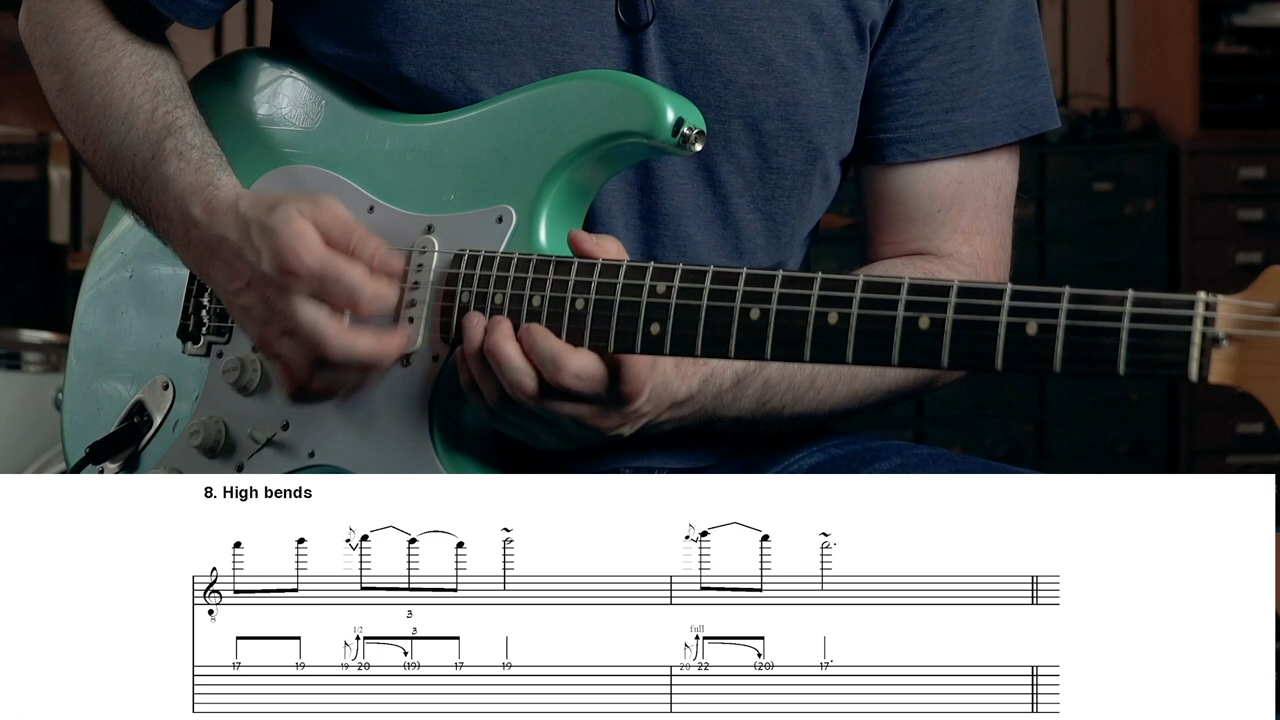 8. High bends
8
3
1/2 3 full
17 19 19 20 (19) 17 19 20 22 (20) 17